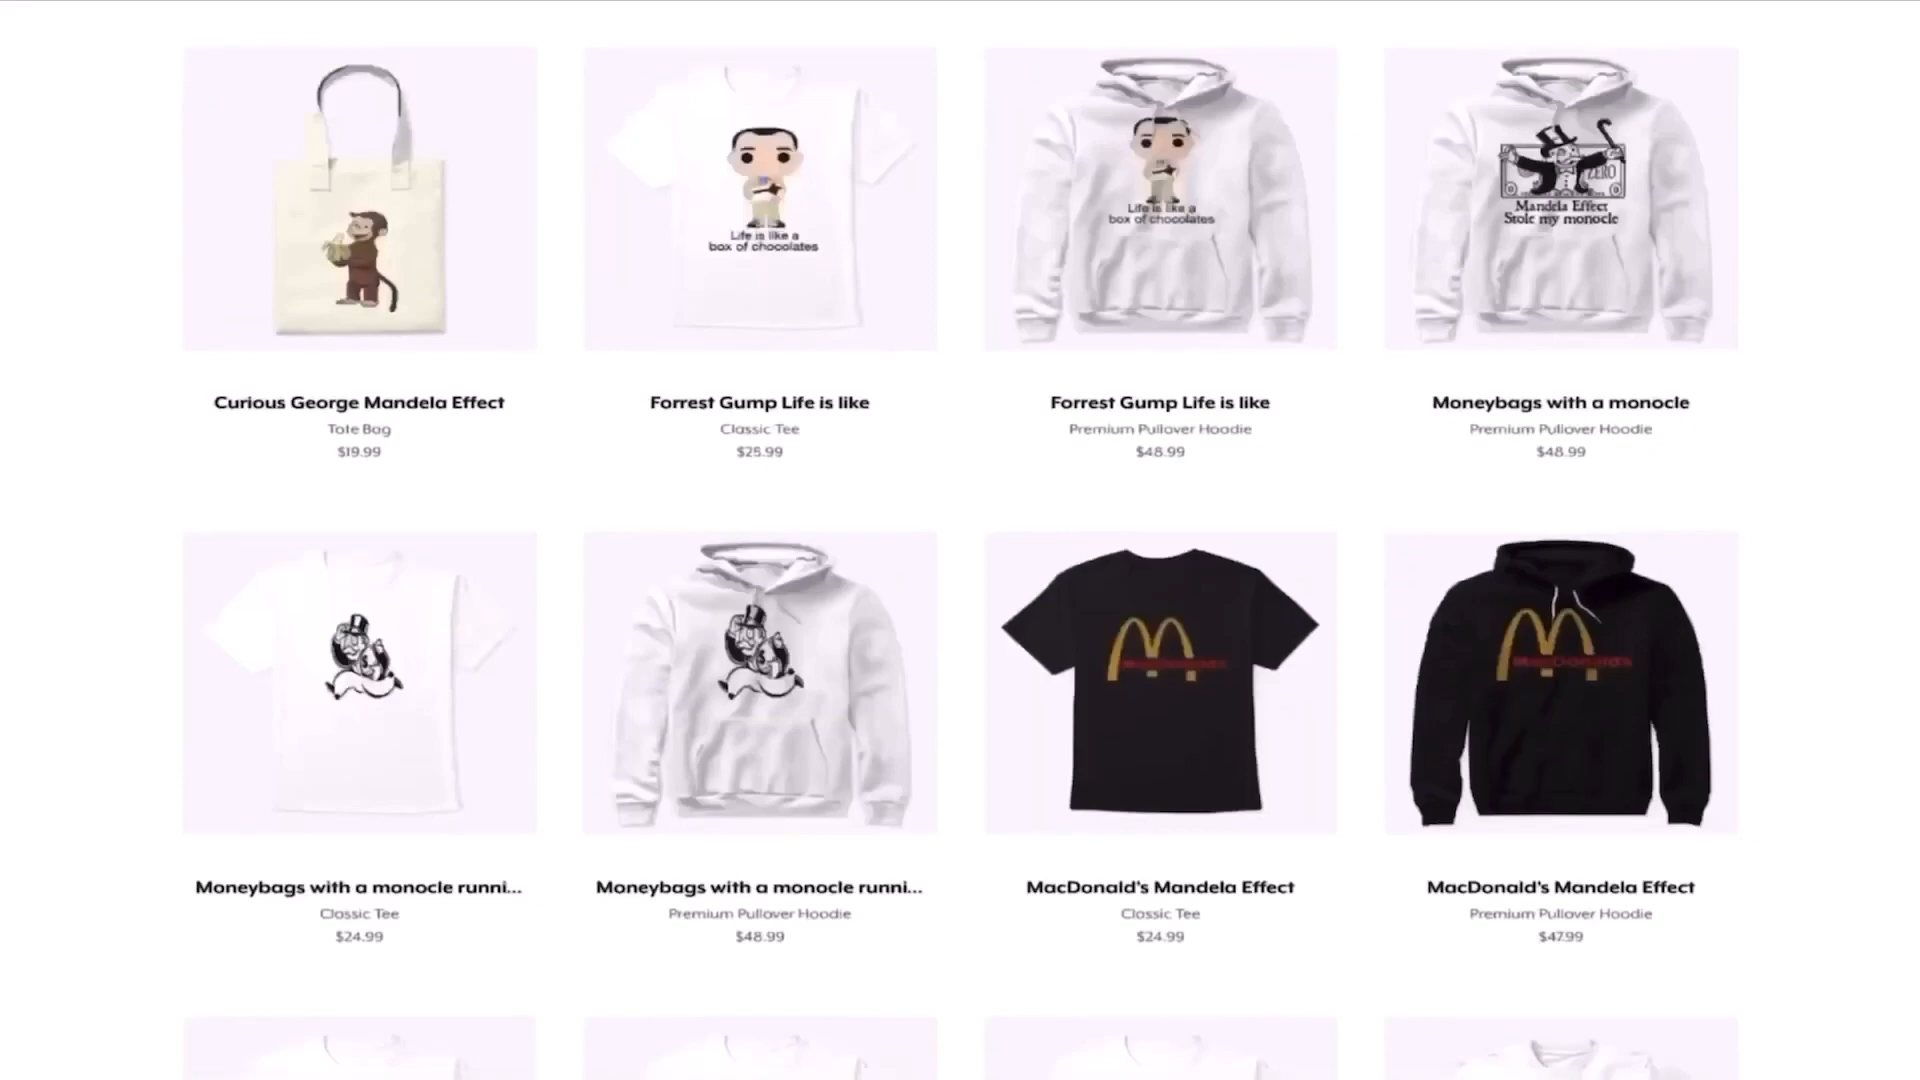 Life is like a
box of chocolates
Life is like a
box of chocolates
ZERO
Mandela Effect
Stole my monocle
Curious George Mandela Effect
Tote Bag
$19.99
Forrest Gump Life is like
Classic Tee
$25.99
Forrest Gump Life is like
Premium Pullover Hoodie
$48.99
Moneybags with a monocle
Premium Pullover Hoodie
$48.99
MacDonald's
MacDonald's
Moneybags with a monocle runni...
Classic Tee
$24.99
Moneybags with a monocle runni...
Premium Pullover Hoodie
$48.99
MacDonald's Mandela Effect
Classic Tee
$24.99
MacDonald's Mandela Effect
Premium Pullover Hoodie
$47.99